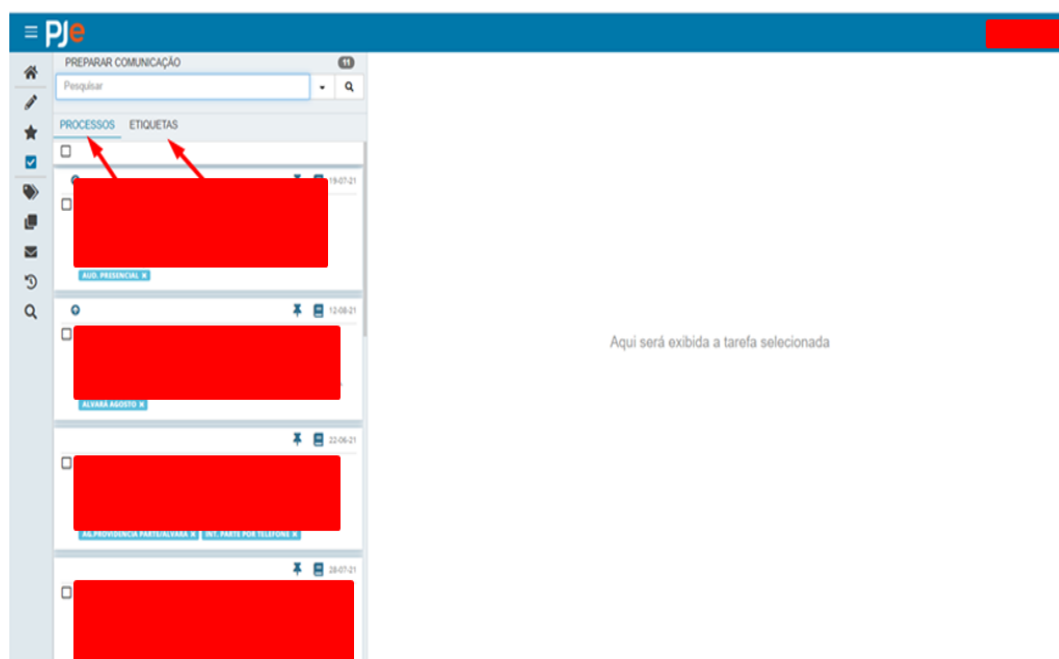 PJe
PREPARAR COMUNICAÇÃO 11
Pesquisar
PROCESSOS ETIQUETAS
19-07-21
AUD. PRESENCIAL ×
12-08-21
ALVARÁ AGOSTO ×
22-06-21
AG.PROVIDENCIA PARTE/ALVARA × INT. PARTE POR TELEFONE ×
28-07-21
Aqui será exibida a tarefa selecionada